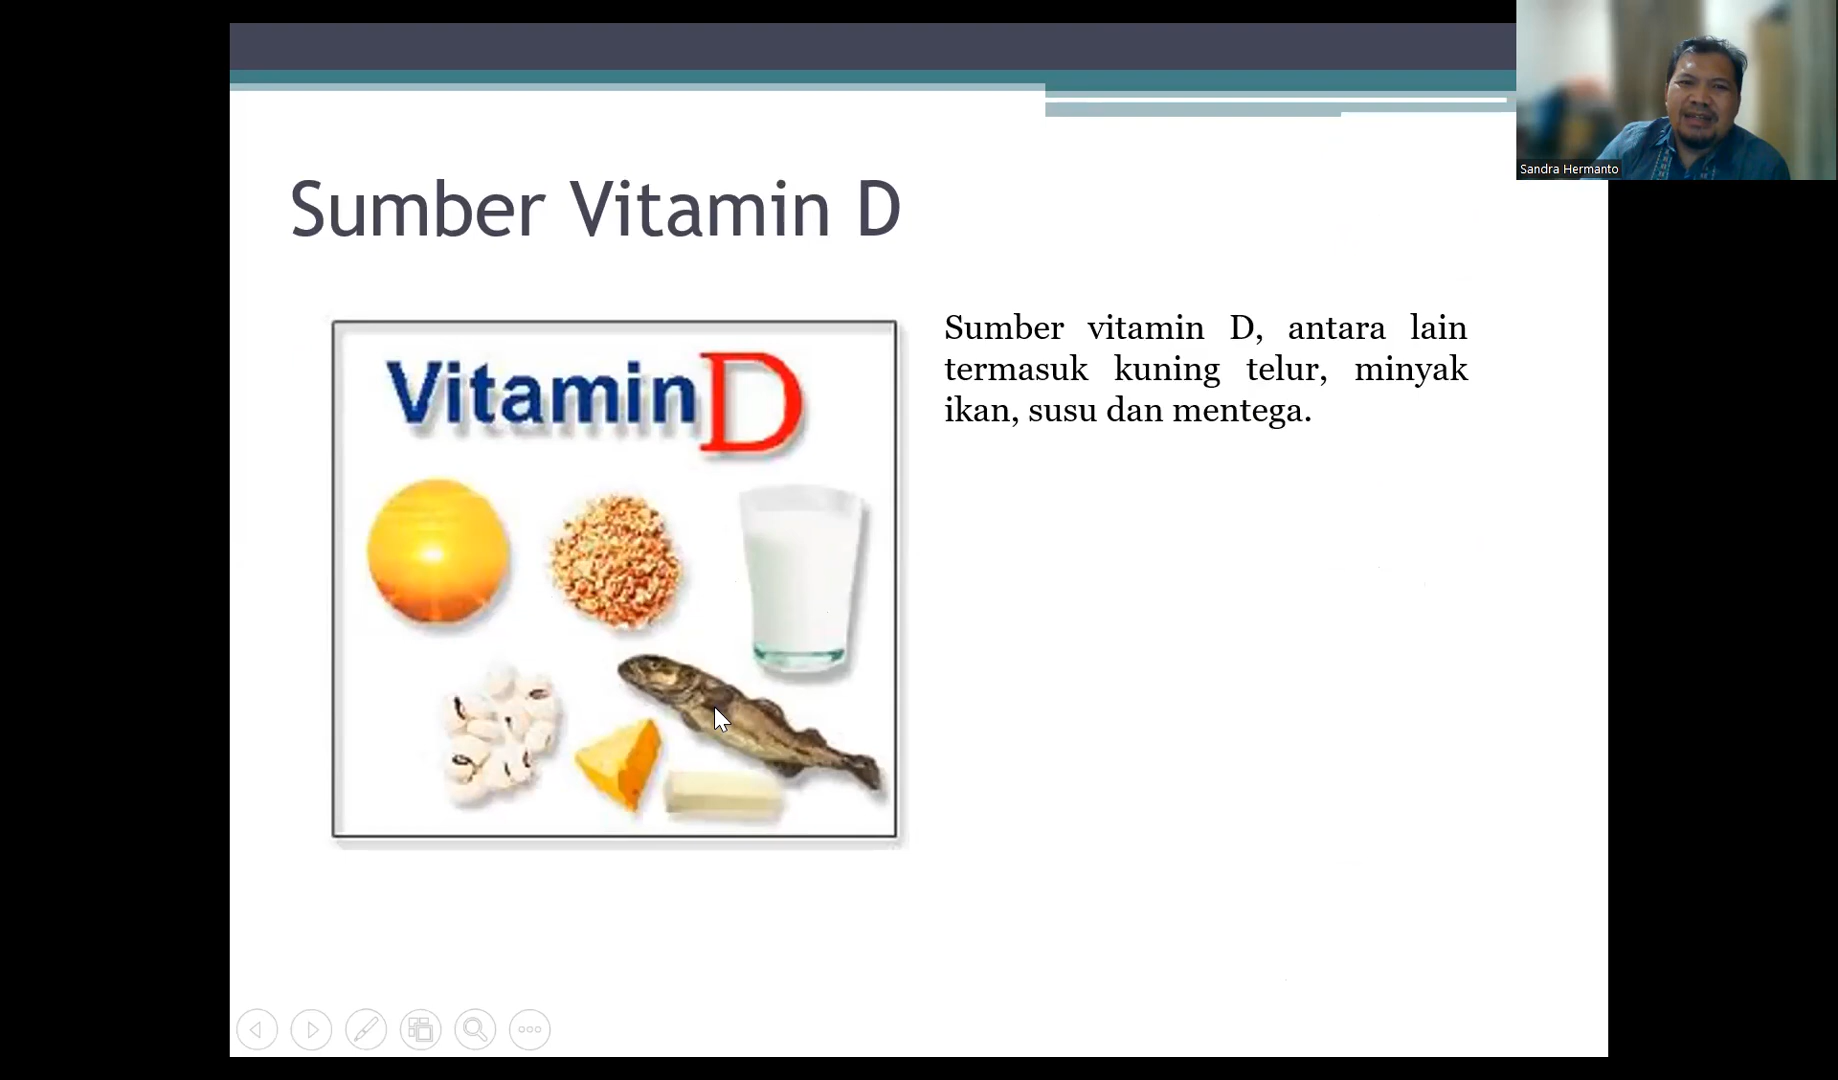 Sandra Hermanto
Sumber Vitamin D
Vitamin D
Sumber vitamin D, antara lain
termasuk kuning telur, minyak
ikan, susu dan mentega.